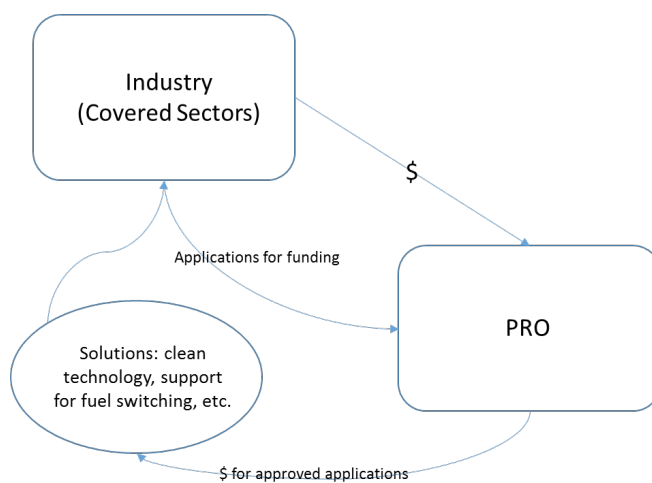 Industry
(Covered Sectors)
$
Applications for funding
PRO
Solutions: clean
technology, support
for fuel switching, etc.
$ for approved applications